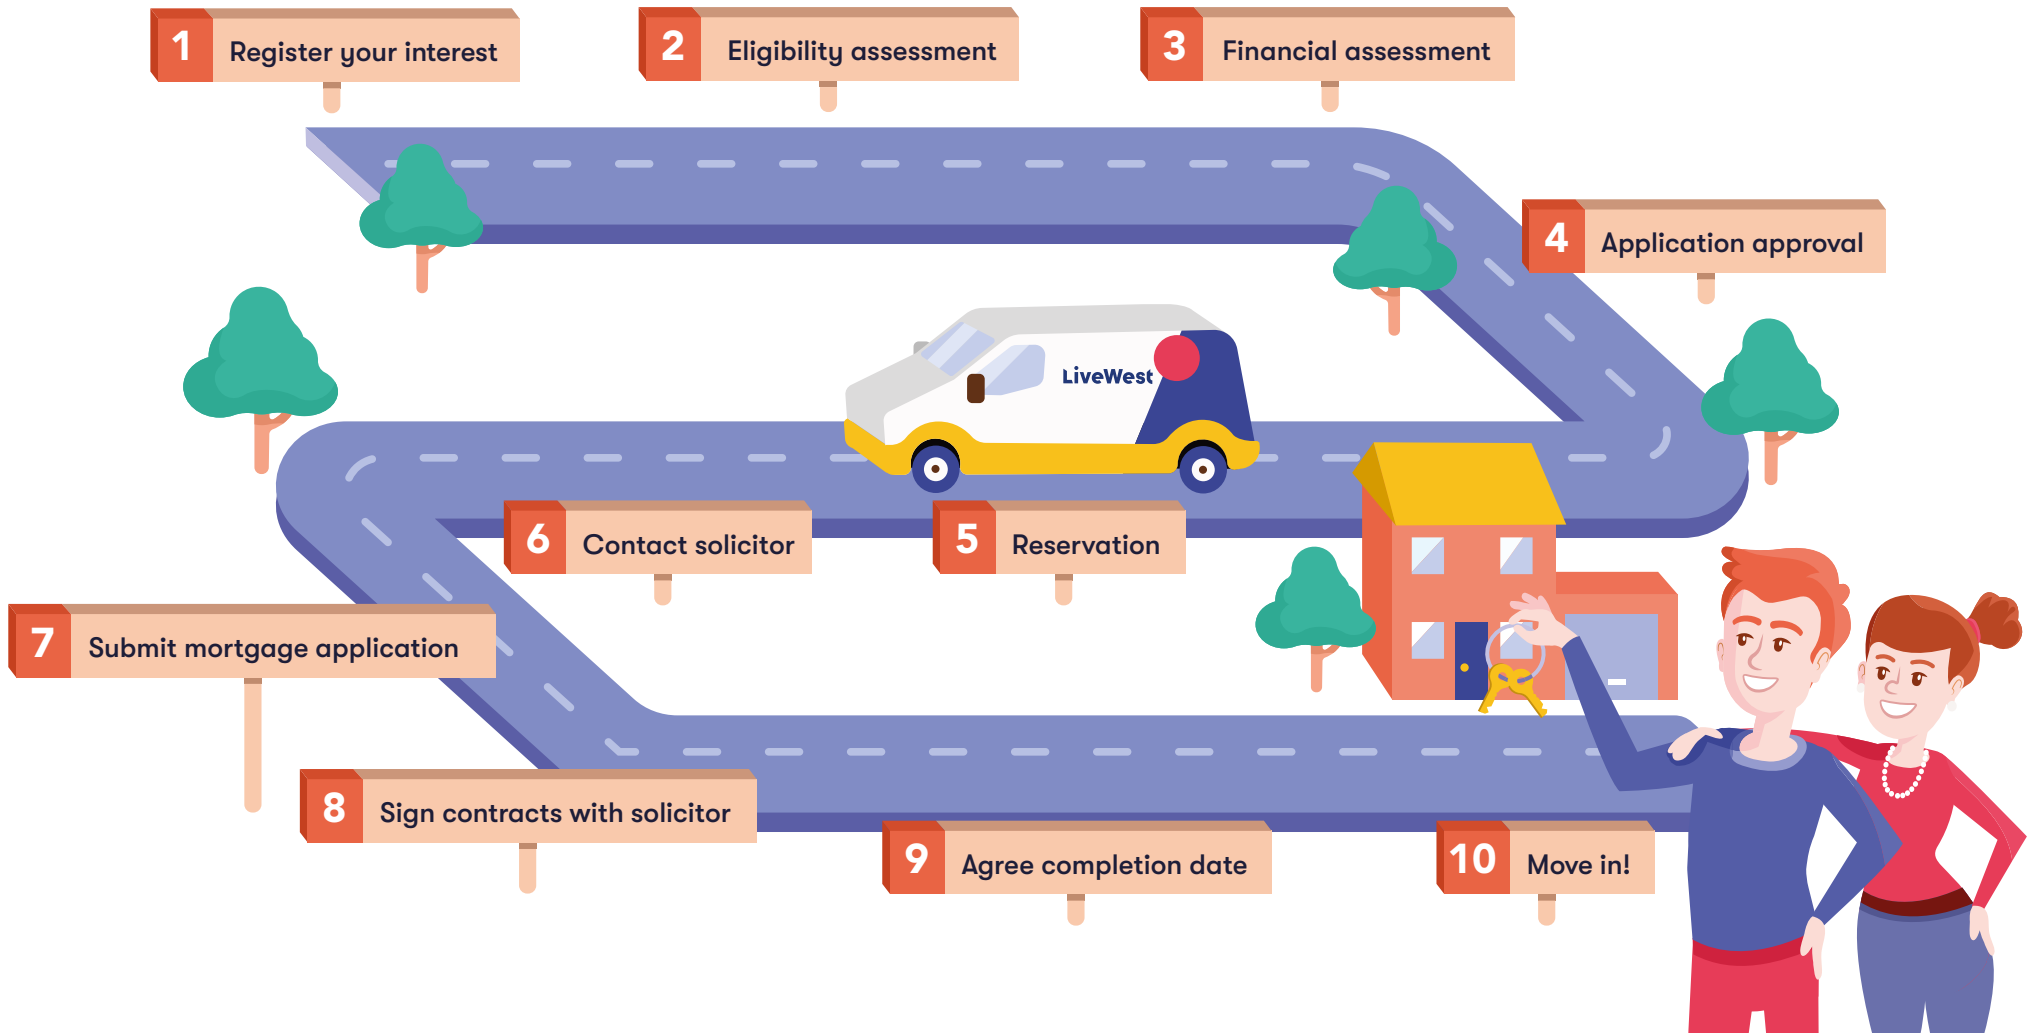 1 Register your interest
2 Eligibility assessment
3 Financial assessment
4 Application approval
LiveWest
5 Reservation
6 Contact solicitor
7 Submit mortgage application
8 Sign contracts with solicitor
9 Agree completion date
10 Move in!